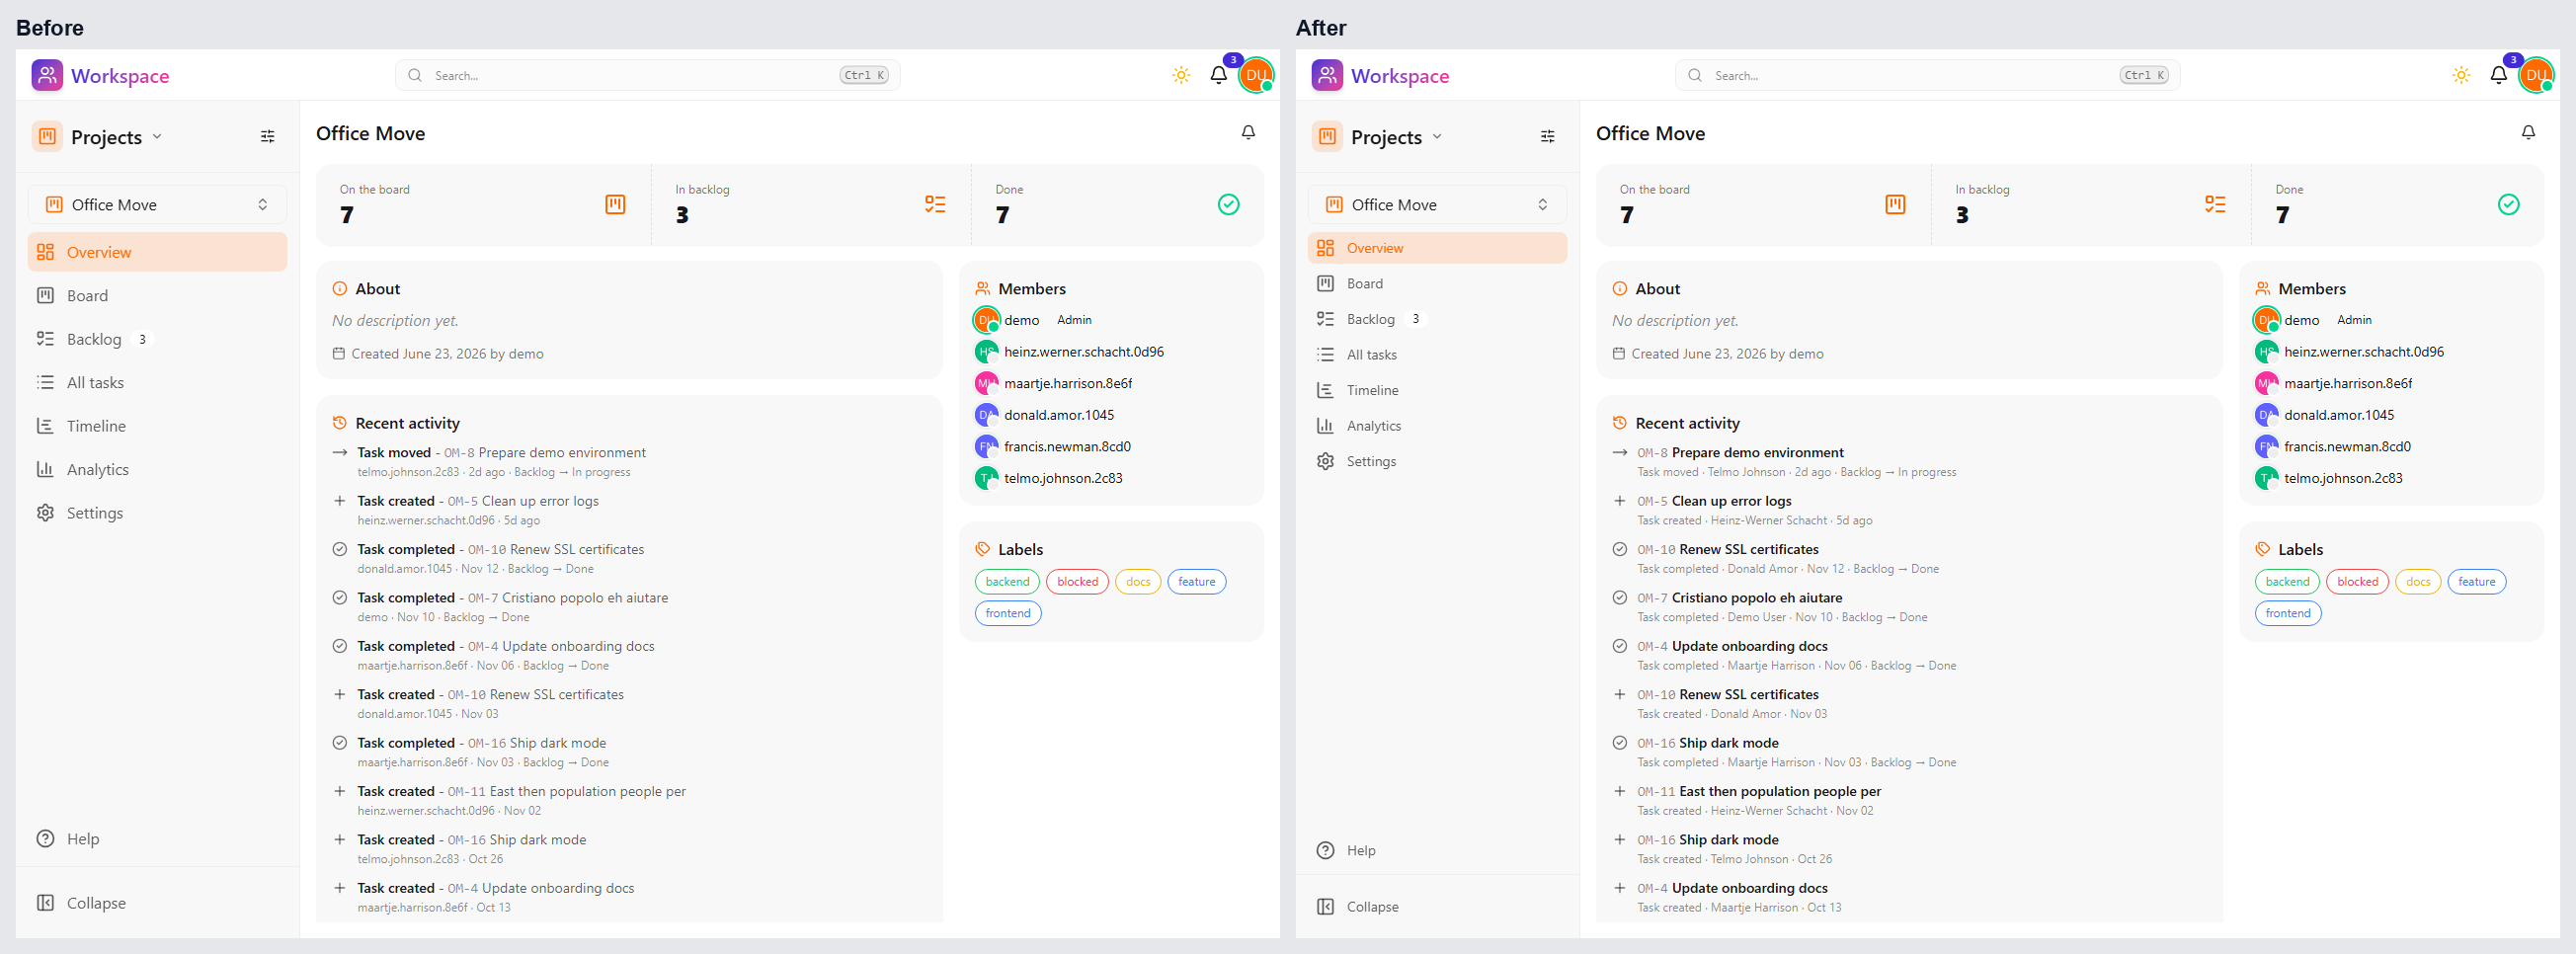 Before
Workspace
Search...
Ctrl K
3
DU
Projects
Office Move
Overview
Board
Backlog 3
All tasks
Timeline
Analytics
Settings
Help
Collapse
Office Move
On the board
7
In backlog
3
Done
7
About
No description yet.
Created June 23, 2026 by demo
Recent activity
Task moved - OM-8 Prepare demo environment
telmo.johnson.2c83 · 2d ago · Backlog → In progress
Task created - OM-5 Clean up error logs
heinz.werner.schacht.0d96 · 5d ago
Task completed - OM-10 Renew SSL certificates
donald.amor.1045 · Nov 12 · Backlog → Done
Task completed - OM-7 Cristiano popolo eh aiutare
demo · Nov 10 · Backlog → Done
Task completed - OM-4 Update onboarding docs
maartje.harrison.8e6f · Nov 06 · Backlog → Done
Task created - OM-10 Renew SSL certificates
donald.amor.1045 · Nov 03
Task completed - OM-16 Ship dark mode
maartje.harrison.8e6f · Nov 03 · Backlog → Done
Task created - OM-11 East then population people per
heinz.werner.schacht.0d96 · Nov 02
Task created - OM-16 Ship dark mode
telmo.johnson.2c83 · Oct 26
Task created - OM-4 Update onboarding docs
maartje.harrison.8e6f · Oct 13
Members
demo Admin
heinz.werner.schacht.0d96
maartje.harrison.8e6f
donald.amor.1045
francis.newman.8cd0
telmo.johnson.2c83
Labels
backend blocked docs feature
frontend
After
Workspace
Search...
Ctrl K
3
DU
Projects
Office Move
Overview
Board
Backlog 3
All tasks
Timeline
Analytics
Settings
Help
Collapse
Office Move
On the board
7
In backlog
3
Done
7
About
No description yet.
Created June 23, 2026 by demo
Recent activity
OM-8 Prepare demo environment
Task moved · Telmo Johnson · 2d ago · Backlog → In progress
OM-5 Clean up error logs
Task created · Heinz-Werner Schacht · 5d ago
OM-10 Renew SSL certificates
Task completed · Donald Amor · Nov 12 · Backlog → Done
OM-7 Cristiano popolo eh aiutare
Task completed · Demo User · Nov 10 · Backlog → Done
OM-4 Update onboarding docs
Task completed · Maartje Harrison · Nov 06 · Backlog → Done
OM-10 Renew SSL certificates
Task created · Donald Amor · Nov 03
OM-16 Ship dark mode
Task completed · Maartje Harrison · Nov 03 · Backlog → Done
OM-11 East then population people per
Task created · Heinz-Werner Schacht · Nov 02
OM-16 Ship dark mode
Task created · Telmo Johnson · Oct 26
OM-4 Update onboarding docs
Task created · Maartje Harrison · Oct 13
Members
demo Admin
heinz.werner.schacht.0d96
maartje.harrison.8e6f
donald.amor.1045
francis.newman.8cd0
telmo.johnson.2c83
Labels
backend blocked docs feature
frontend